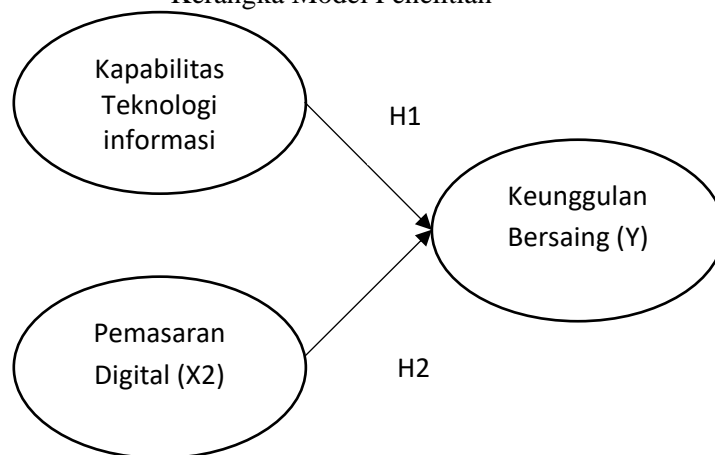 Kerangka Model Penelitian
Kapabilitas
Teknologi
informasi
H1
Keunggulan
Bersaing (Y)
Pemasaran
Digital (X2)
H2